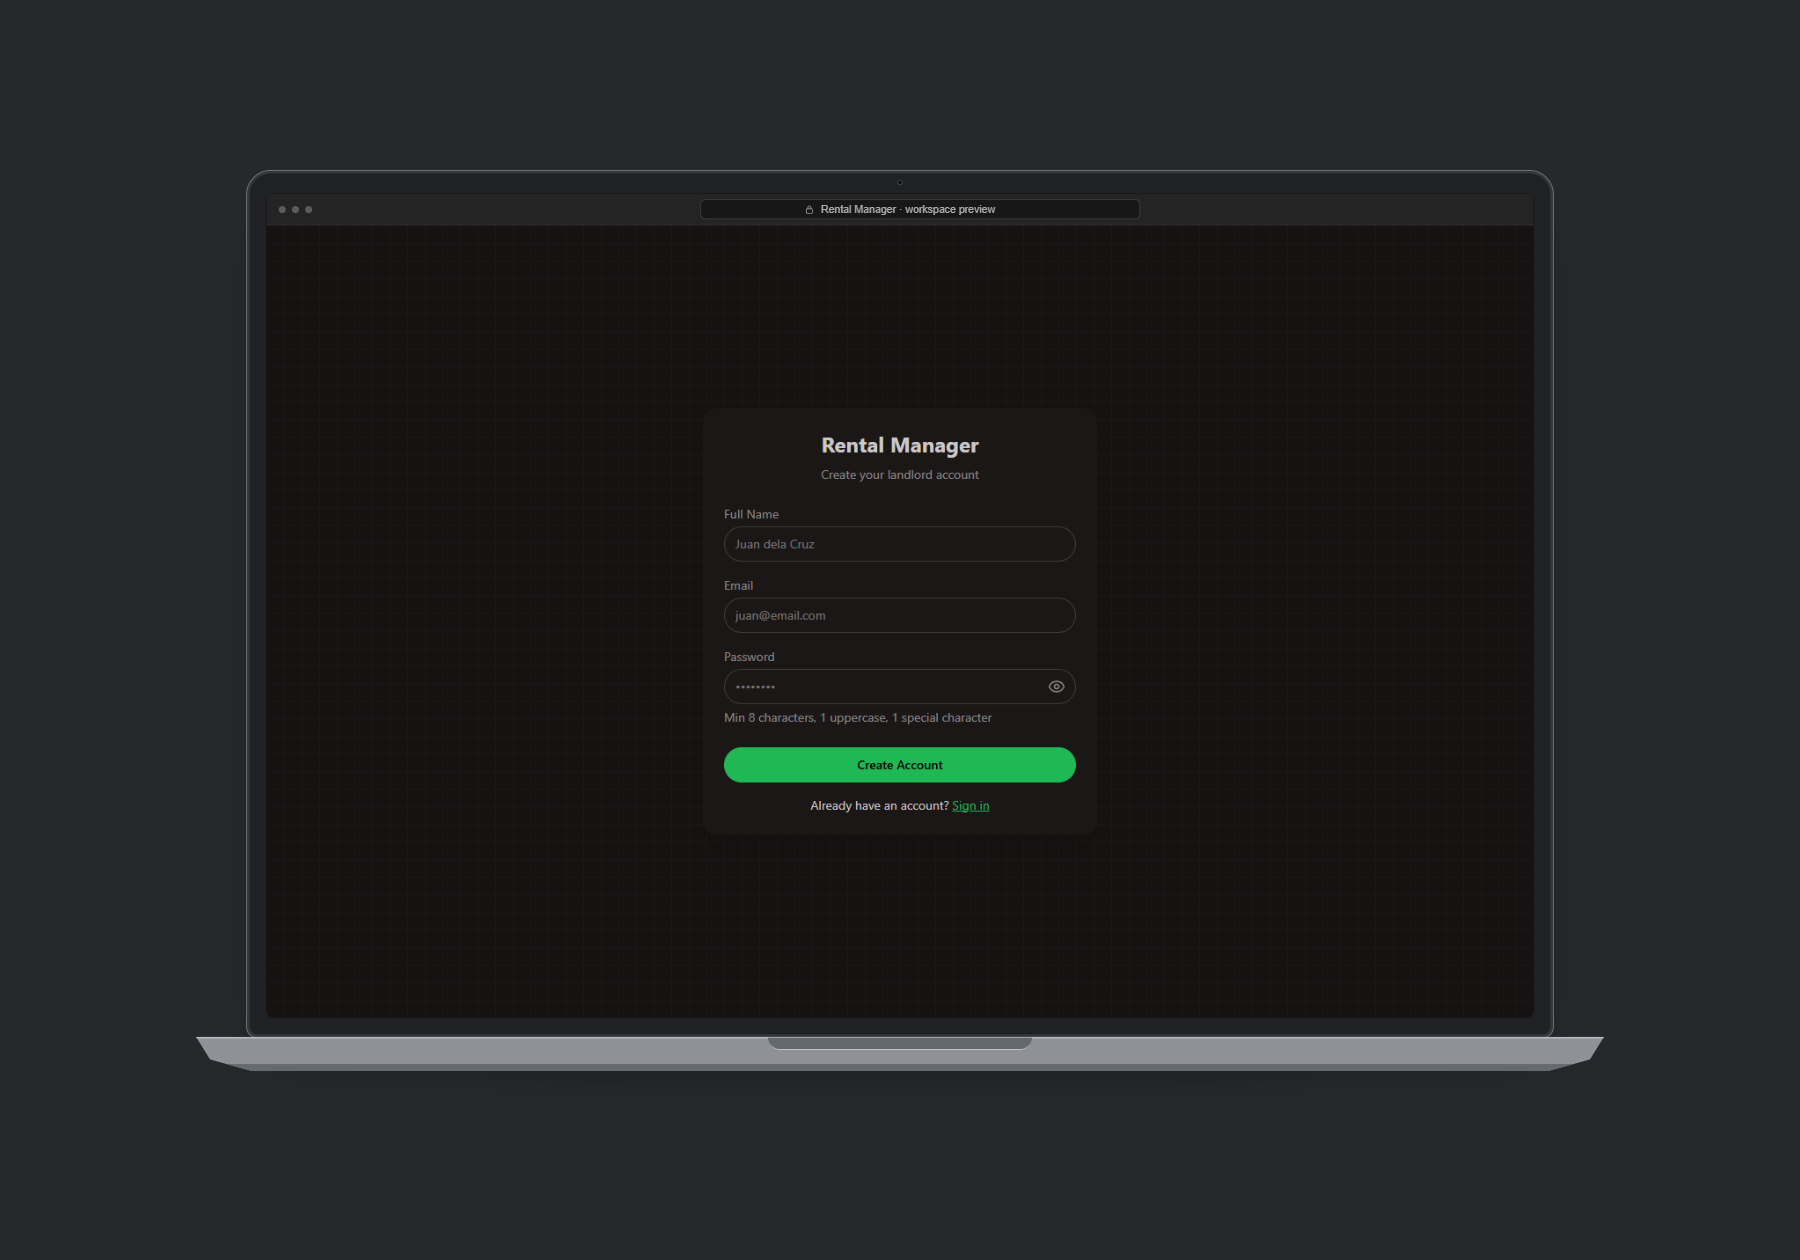 Rental Manager · workspace preview
Rental Manager
Create your landlord account
Full Name
Juan dela Cruz
Email
juan@email.com
Password
••••••••
Min 8 characters, 1 uppercase, 1 special character
Create Account
Already have an account? Sign in